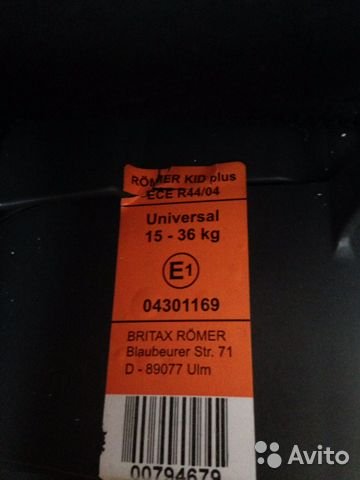 RÖMER KID plus
ECE R44/04
Universal
15 - 36 kg
E1
04301169
BRITAX RÖMER
Blaubeurer Str. 71
D - 89077 Ulm
00794679
Avito